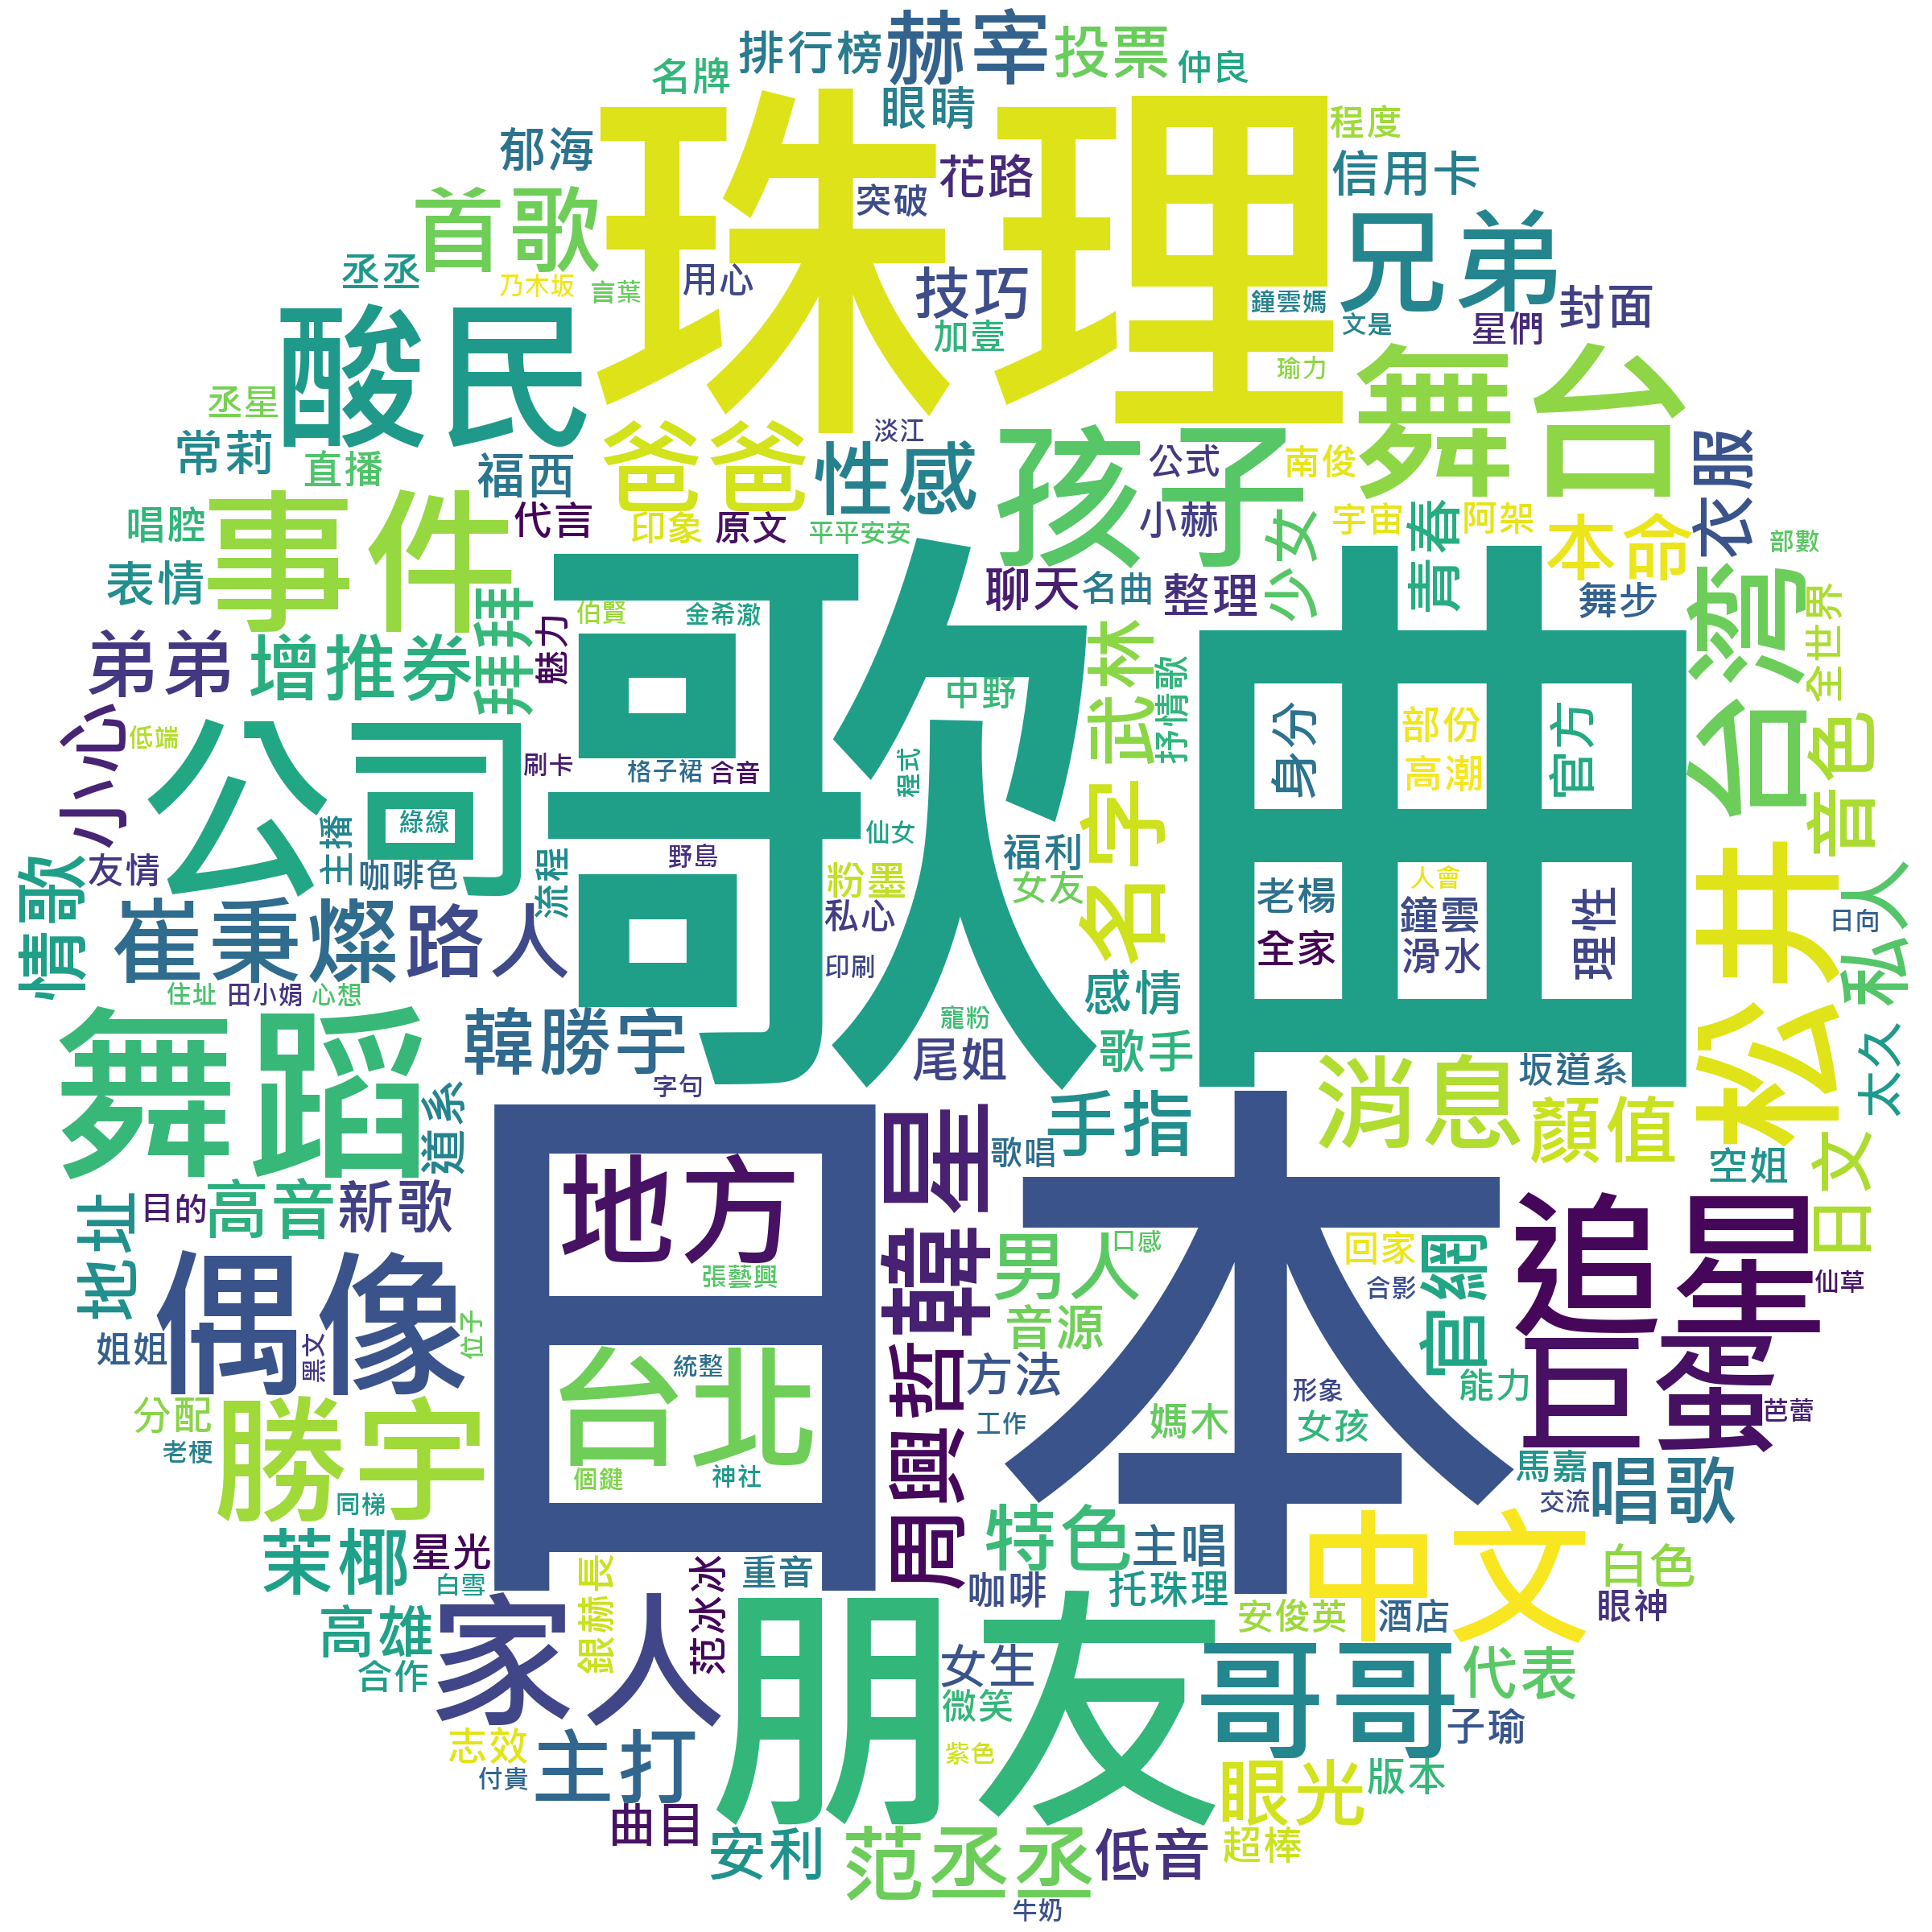 排行榜
赫宰
投票
仲良
名牌
眼睛
珠理
程度
郁海
花路
信用卡
突破
首歌
兄弟
丞丞
乃木坂
言葉
用心
技巧
鐘雲媽
封面
加壹
文是
星們
酸民
瑜力
舞台
丞星
淡江
常莉
直播
福西
爸爸
性感
孩子
公式
南俊
衣服
唱腔
事件
代言
印象
原文
平平安安
小赫
少女
宇宙
青春
阿架
本命
部數
表情
聊天
名曲
整理
舞步
台湾
全世界
弟弟
增推券
拜拜
魅力
伯賢
金希澈
歌曲
武林
抒情歌
中野
小心
低端
公司
刷卡
格子裙
合音
程式
身分
部份
高潮
官方
音色
綠線
主播
仙女
友情
咖啡色
流程
野島
福利
名字
粉墨
女友
老楊
人會
鐘雲
滑水
全家
理性
松井
私人
日向
情歌
崔秉燦
路人
私心
印刷
感情
住址
田小娟
心想
舞蹈
韓勝宇
寵粉
尾姐
歌手
坂道系
太久
字句
道系
消息
顏值
日本
手指
韓星
歌唱
日文
空姐
地方
地址
目的
高音
新歌
追星
張藝興
男人
口感
回家
官網
合影
仙草
偶像
位子
音源
姐姐
黑文
台北
統整
周興哲
方法
形象
能力
巨蛋
芭蕾
分配
勝宇
老梗
工作
媽木
女孩
個鍵
神社
馬嘉
唱歌
交流
同梯
特色
主唱
中文
茉椰
星光
白雪
銀赫長
范冰冰
重音
咖啡
托珠理
白色
眼神
高雄
合作
家人
朋友
安俊英
酒店
女生
微笑
哥哥
代表
子瑜
志效
付貴
主打
紫色
眼光
版本
曲目
安利
范丞丞
低音
超棒
牛奶